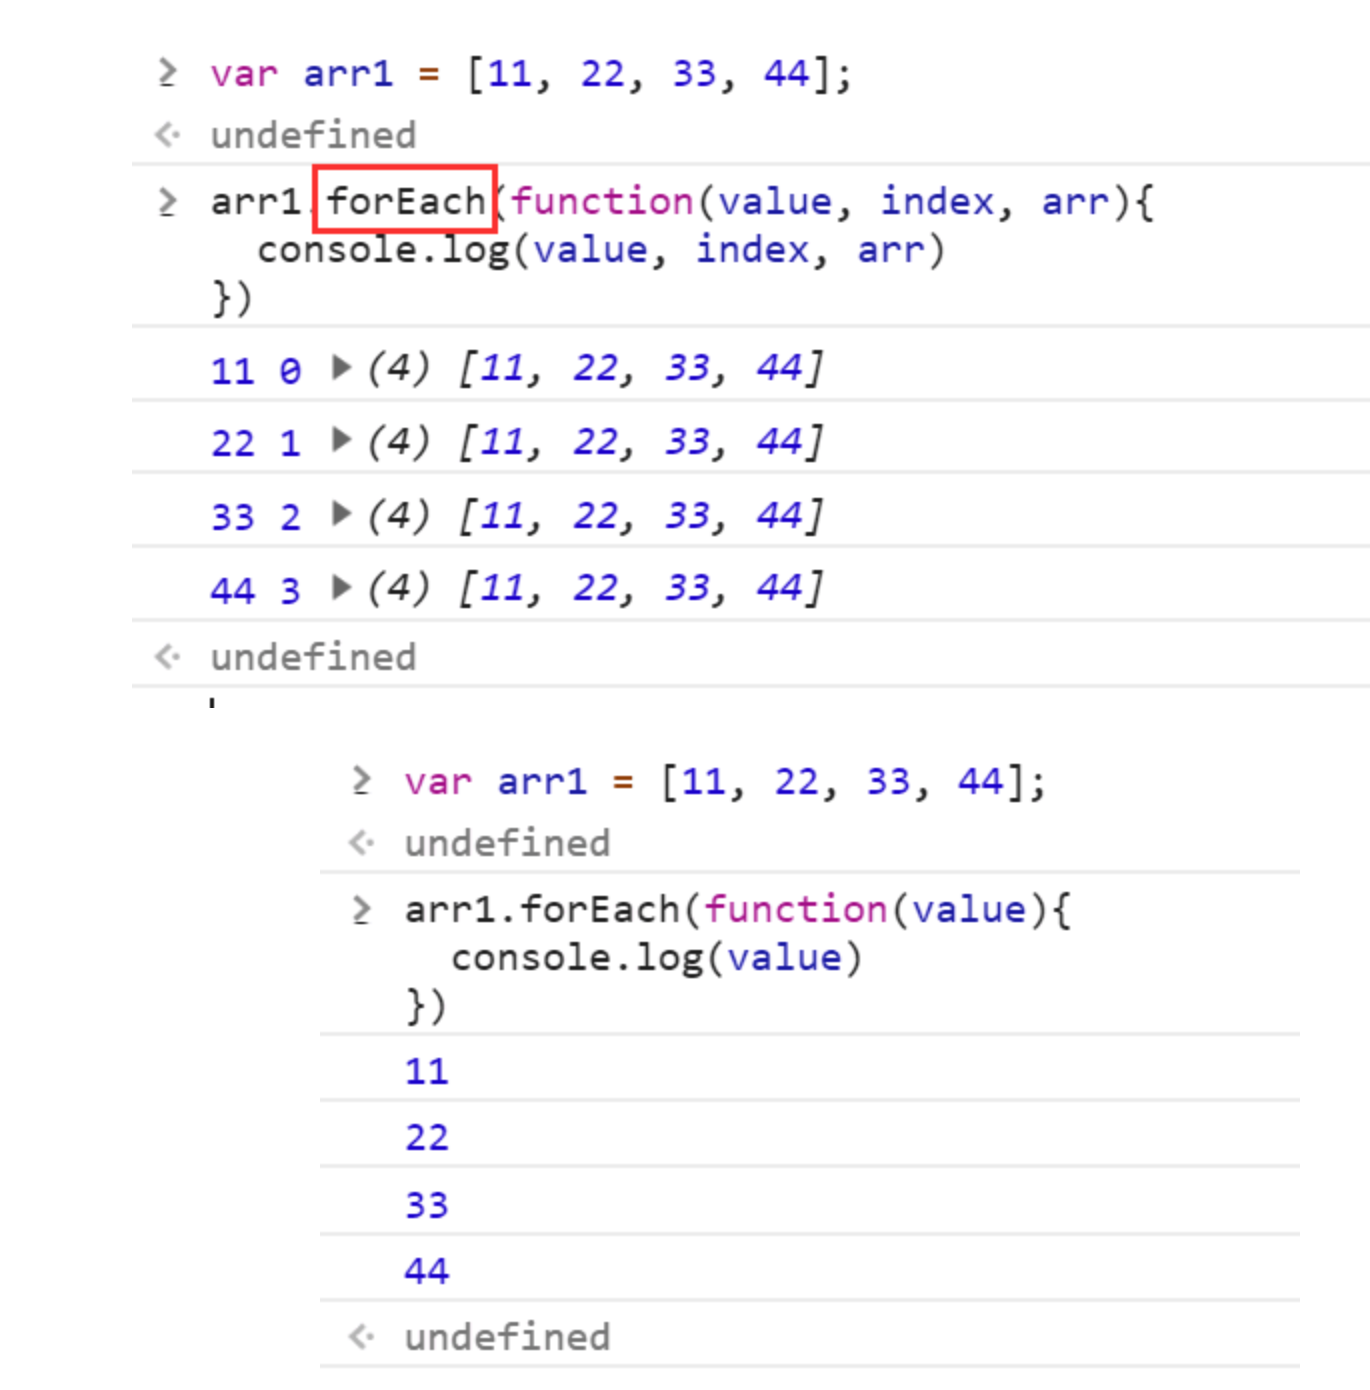 > var arr1 = [11, 22, 33, 44];
<· undefined
> arr1.forEach(function(value, index, arr){
console.log(value, index, arr)
})
11 0 ▶(4) [11, 22, 33, 44]
22 1 ▶(4) [11, 22, 33, 44]
33 2 ▶(4) [11, 22, 33, 44]
44 3 ▶(4) [11, 22, 33, 44]
<· undefined
> var arr1 = [11, 22, 33, 44];
<· undefined
> arr1.forEach(function(value){
console.log(value)
})
11
22
33
44
<· undefined